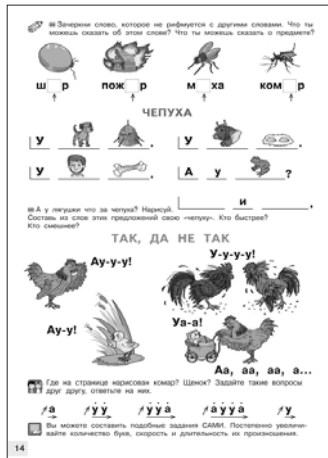 Зачеркни слово, которое не рифмуется с другими словами. Что ты
можешь сказать об этом слове? Что ты можешь сказать о предмете?
ш р пож р м ха ком р
ЧЕПУХА
У . У .
У . А у ?
А у лягушки что за чепуха? Нарисуй. и .
Составь из слов этих предложений свою «чепуху». Кто быстрее?
Кто смешнее?
ТАК, ДА НЕ ТАК
Ау-у-у!
У-у-у-у!
Ау-у!
Уа-а!
Аа, аа, аа, а...
Где на странице нарисован комар? Щенок? Задайте такие вопросы
друг другу, ответьте на них.
а у у у у а а у у а у
Вы можете составить подобные задания САМИ. Постепенно увеличи-
вайте количество букв, скорость и длительность их произношения.
14